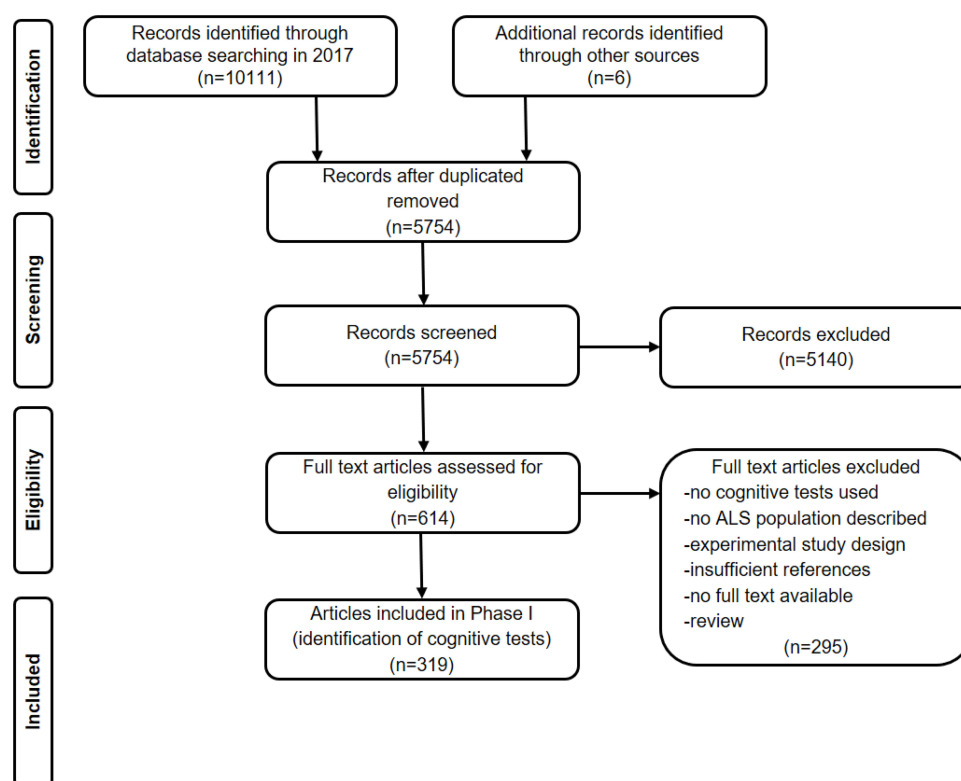 Identification
Records identified through
database searching in 2017
(n=10111)
Additional records identified
through other sources
(n=6)
Records after duplicated
removed
(n=5754)
Screening
Records screened
(n=5754)
Records excluded
(n=5140)
Eligibility
Full text articles assessed for
eligibility
(n=614)
Full text articles excluded
-no cognitive tests used
-no ALS population described
-experimental study design
-insufficient references
-no full text available
-review
(n=295)
Included
Articles included in Phase I
(identification of cognitive tests)
(n=319)